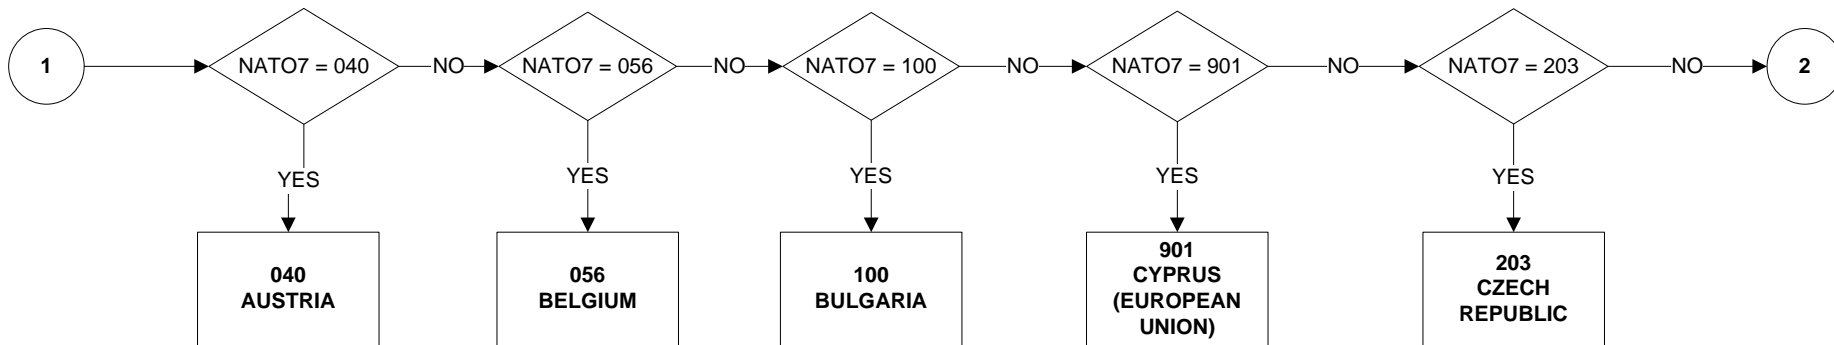 1
NATO7 = 040
NO
NATO7 = 056
NO
NATO7 = 100
NO
NATO7 = 901
NO
NATO7 = 203
NO
2
YES
YES
YES
YES
YES
040
AUSTRIA
056
BELGIUM
100
BULGARIA
901
CYPRUS
(EUROPEAN
UNION)
203
CZECH
REPUBLIC